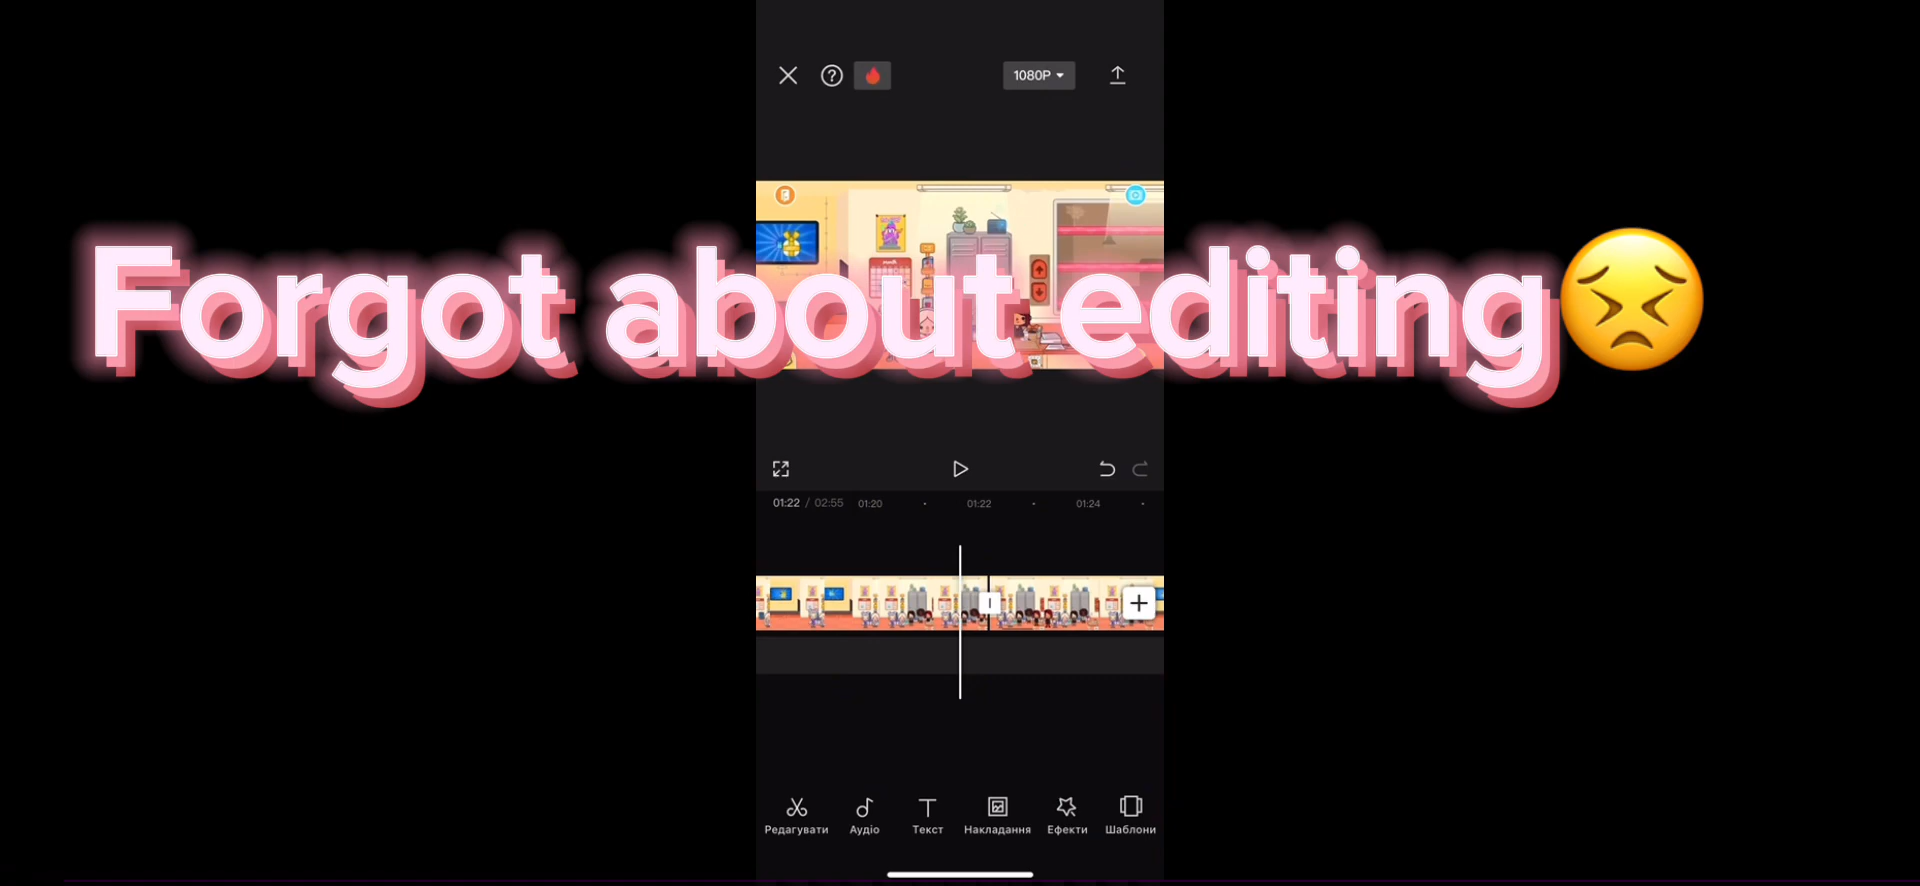 1080P
Forgot about editing😣
01:22 / 02:55 01:20 01:22 01:24
Редагувати Аудіо Текст Накладання Ефекти Шаблони